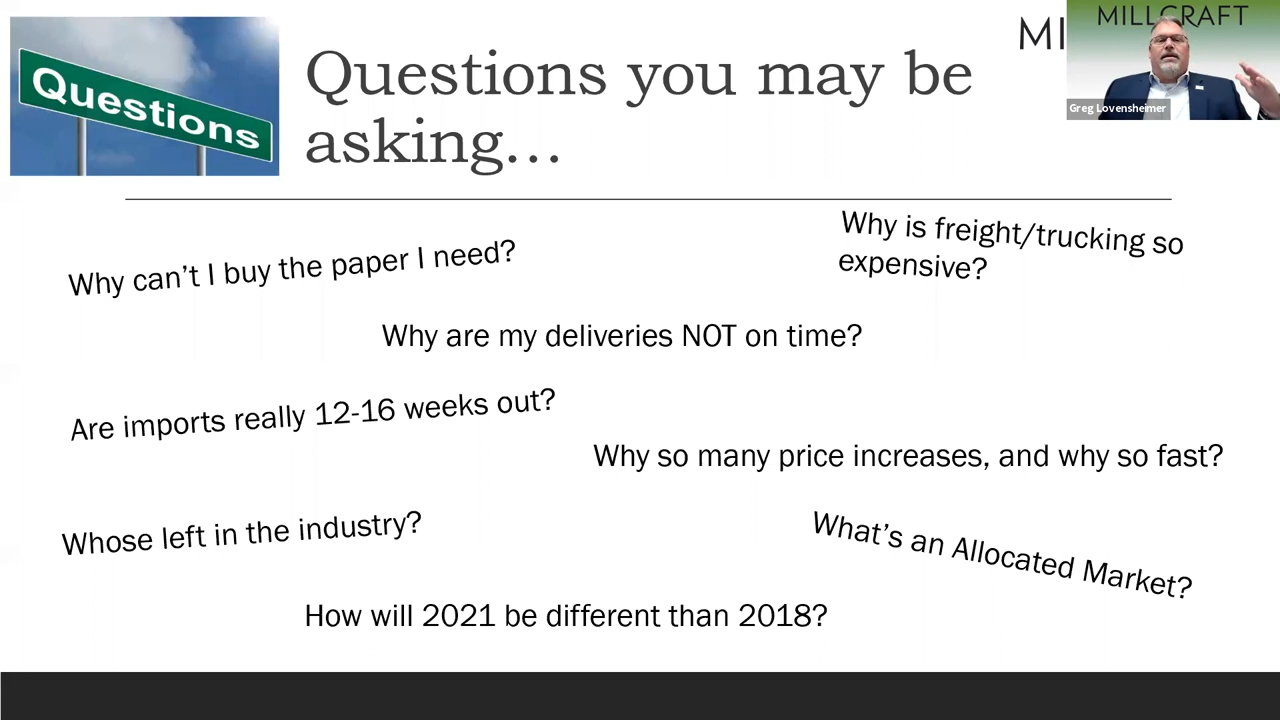 Questions
Questions you may be
asking...
MI
MILLCRAFT
Greg Lovensheimer
Why can't I buy the paper I need?
Why is freight/trucking so
expensive?
Why are my deliveries NOT on time?
Are imports really 12-16 weeks out?
Why so many price increases, and why so fast?
Whose left in the industry?
What's an Allocated Market?
How will 2021 be different than 2018?